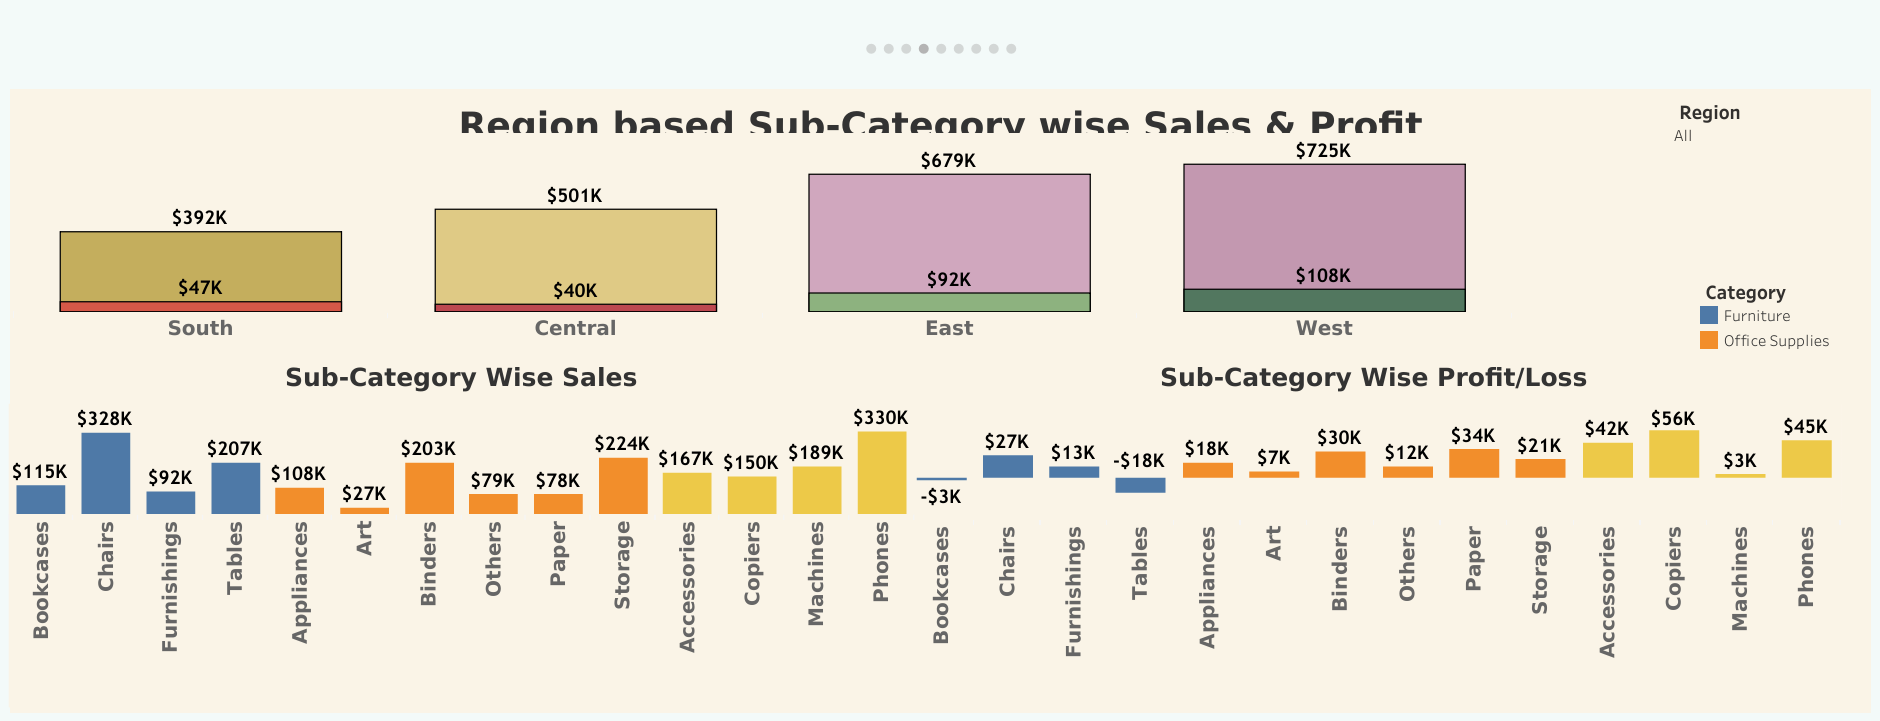 Region based Sub-Category wise Sales & Profit
Region
All
$392K
$501K
$679K
$725K
$47K
$40K
$92K
$108K
South
Central
East
West
Category
Furniture
Office Supplies
Sub-Category Wise Sales
$115K
$328K
$92K
$207K
$108K
$27K
$203K
$79K
$78K
$224K
$167K
$150K
$189K
$330K
Bookcases
Chairs
Furnishings
Tables
Appliances
Art
Binders
Others
Paper
Storage
Accessories
Copiers
Machines
Phones
Sub-Category Wise Profit/Loss
-$3K
$27K
$13K
-$18K
$18K
$7K
$30K
$12K
$34K
$21K
$42K
$56K
$3K
$45K
Bookcases
Chairs
Furnishings
Tables
Appliances
Art
Binders
Others
Paper
Storage
Accessories
Copiers
Machines
Phones